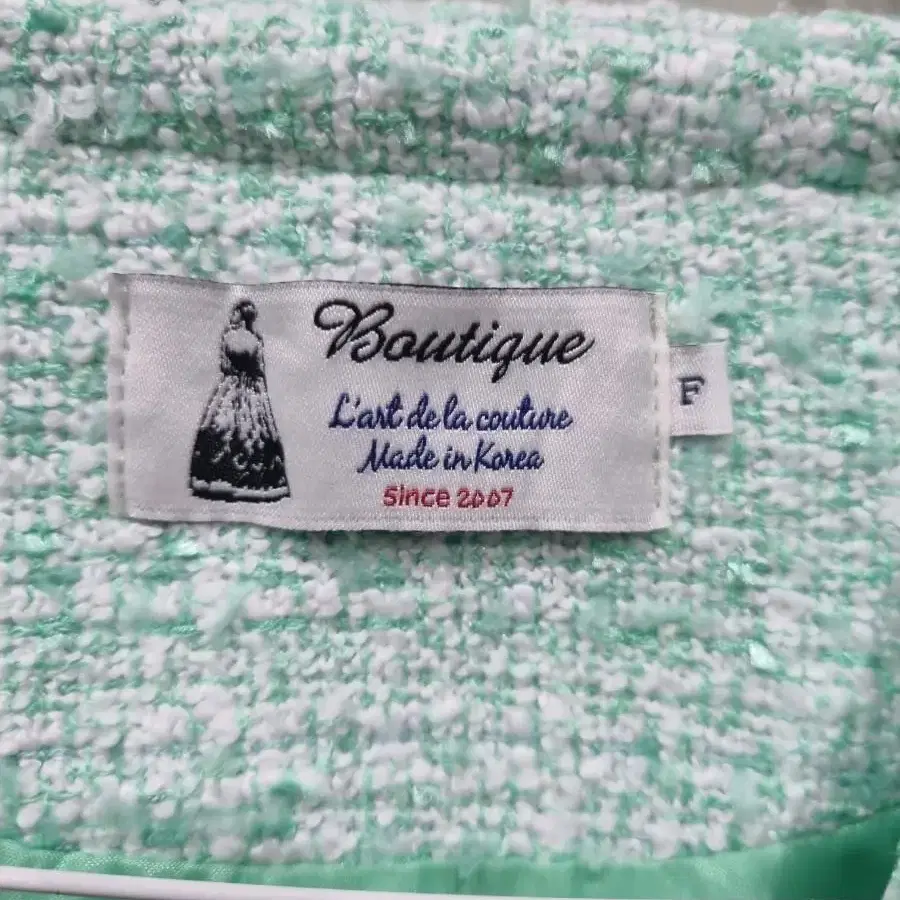 Boutique
L'art de la couture
Made in Korea
Since 2007
F